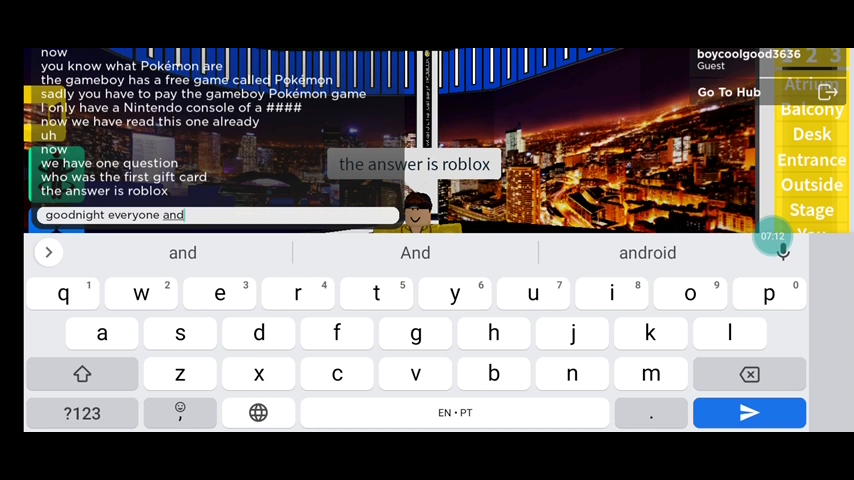 now
you know what Pokémon are
the gameboy has a free game called Pokémon
sadly you have to pay the gameboy Pokémon game
I only have a Nintendo console of a ####
now we have read this one already
uh
now
we have one question
who was the first gift card
the answer is roblox
goodnight everyone and
the answer is roblox
boycoolgood3636
Guest
Go To Hub
1 2 3
Atrium
Balcony
Desk
Entrance
Outside
Stage
You
07:12
and And android
q 1 w 2 e 3 r 4 t 5 y 6 u 7 i 8 o 9 p 0
a s d f g h j k l
z x c v b n m
?123 , EN • PT .